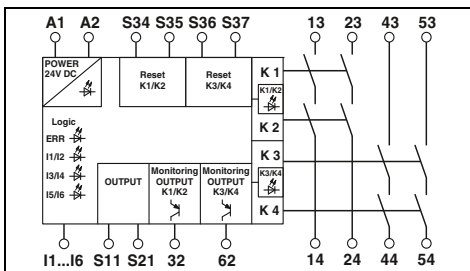 A1 A2 S34 S35 S36 S37 13 23 43 53
POWER
24V DC
Reset
K1/K2
Reset
K3/K4
K 1
K1/K2
K 2
Logic
ERR
I1/I2
I3/I4
I5/I6
OUTPUT
Monitoring
OUTPUT
K1/K2
Monitoring
OUTPUT
K3/K4
K 3
K3/K4
K 4
I1...I6 S11 S21 32 62 14 24 44 54